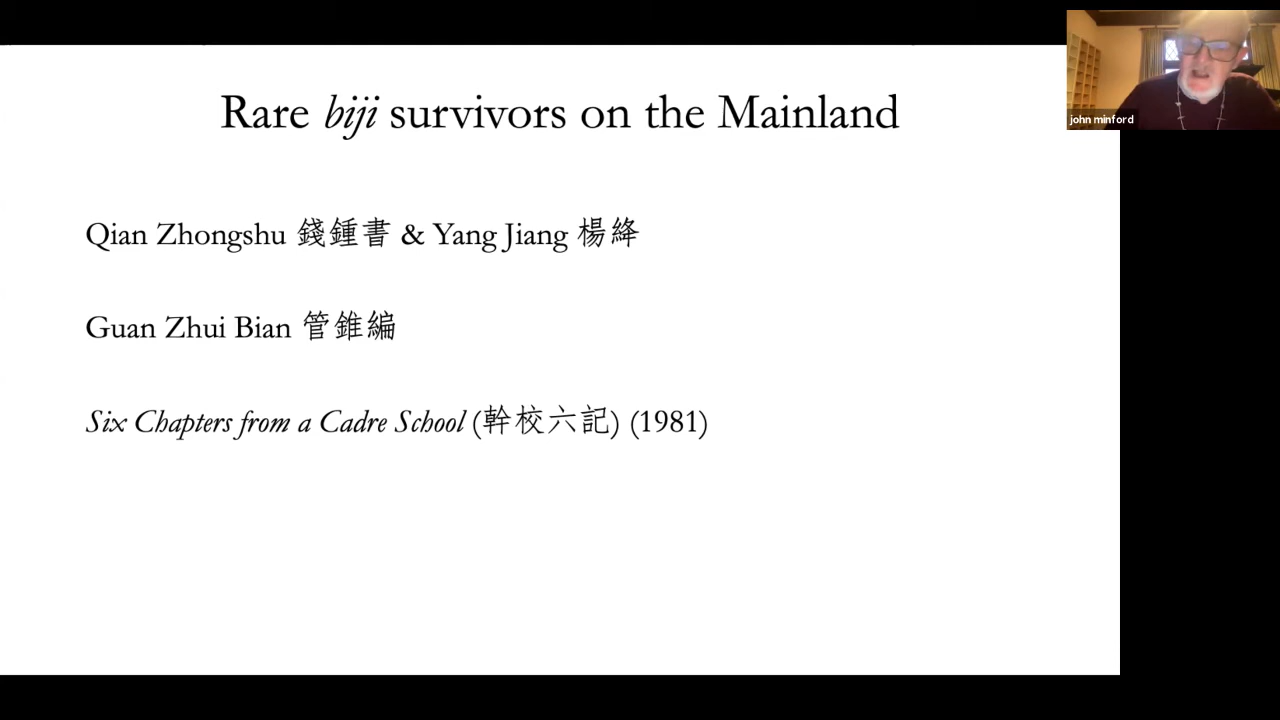 Rare biji survivors on the Mainland
john minford
Qian Zhongshu 錢鍾書 & Yang Jiang 楊絳
Guan Zhui Bian 管錐編
Six Chapters from a Cadre School (幹校六記) (1981)